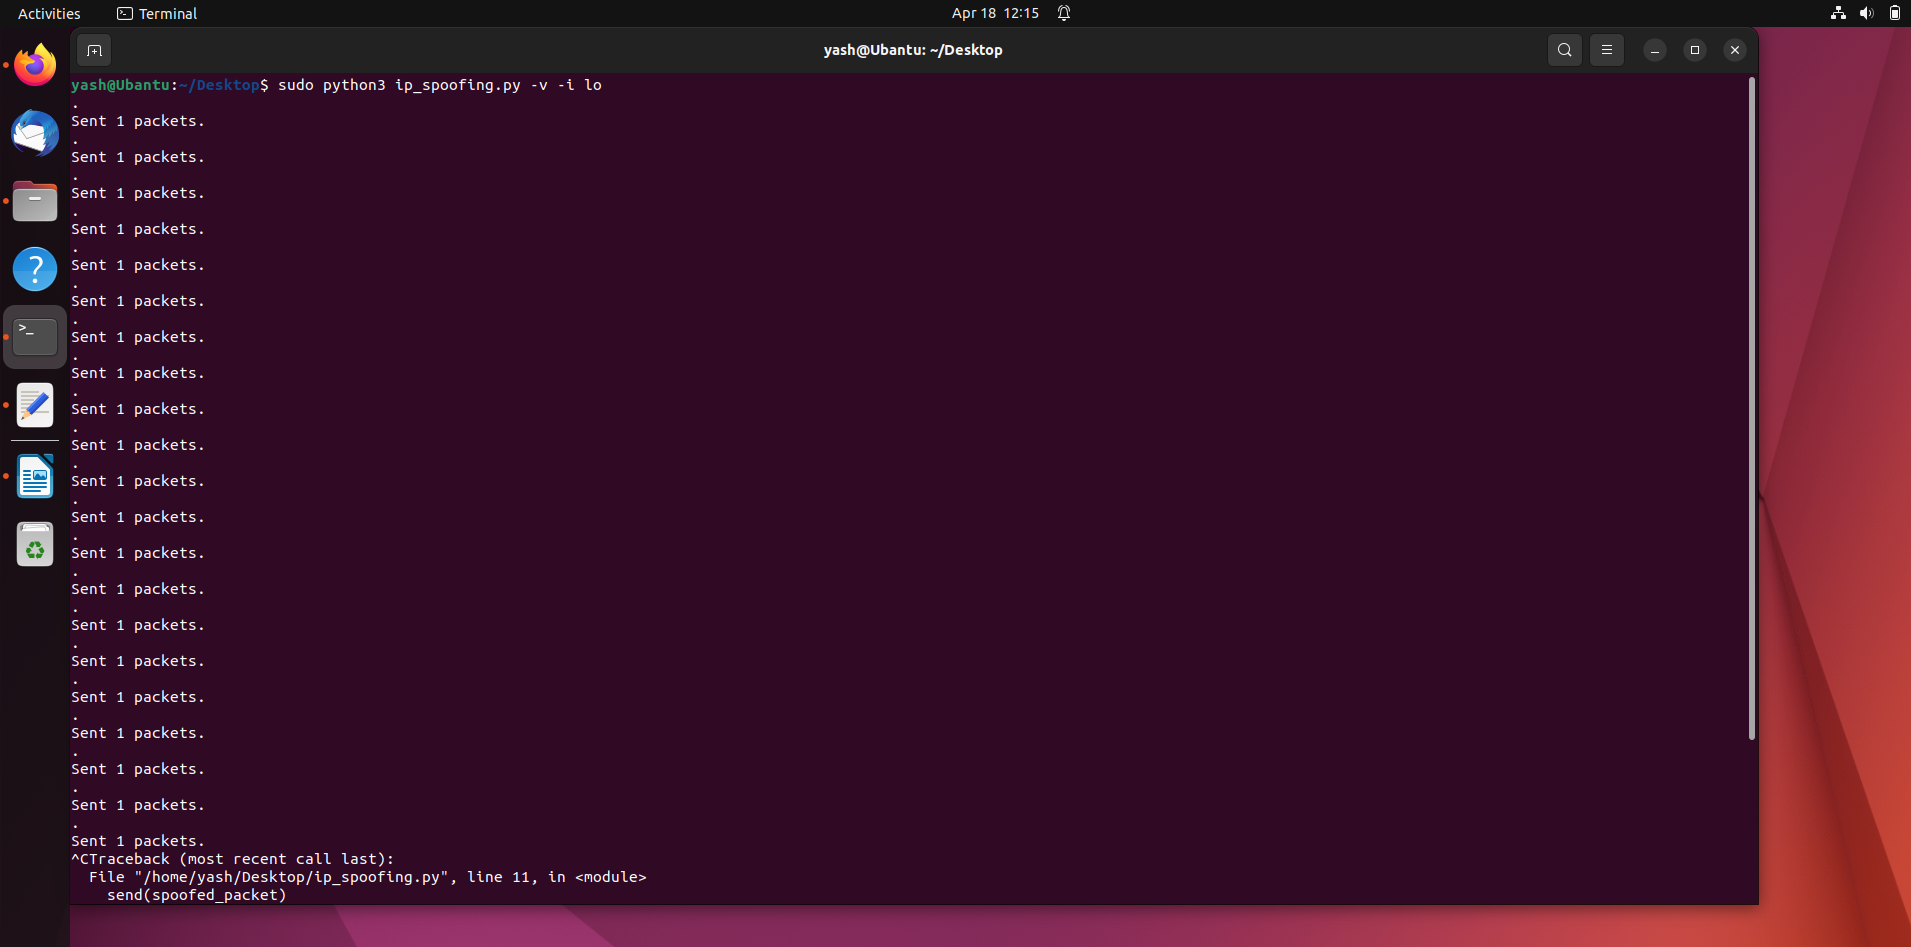 Activities
Terminal
Apr 18 12:15
yash@Ubantu: ~/Desktop
yash@Ubantu:~/Desktop$ sudo python3 ip_spoofing.py -v -i lo
.
Sent 1 packets.
.
Sent 1 packets.
.
Sent 1 packets.
.
Sent 1 packets.
.
Sent 1 packets.
.
Sent 1 packets.
.
Sent 1 packets.
.
Sent 1 packets.
.
Sent 1 packets.
.
Sent 1 packets.
.
Sent 1 packets.
.
Sent 1 packets.
.
Sent 1 packets.
.
Sent 1 packets.
.
Sent 1 packets.
.
Sent 1 packets.
.
Sent 1 packets.
.
Sent 1 packets.
.
Sent 1 packets.
.
Sent 1 packets.
.
Sent 1 packets.
^CTraceback (most recent call last):
  File "/home/yash/Desktop/ip_spoofing.py", line 11, in <module>
    send(spoofed_packet)